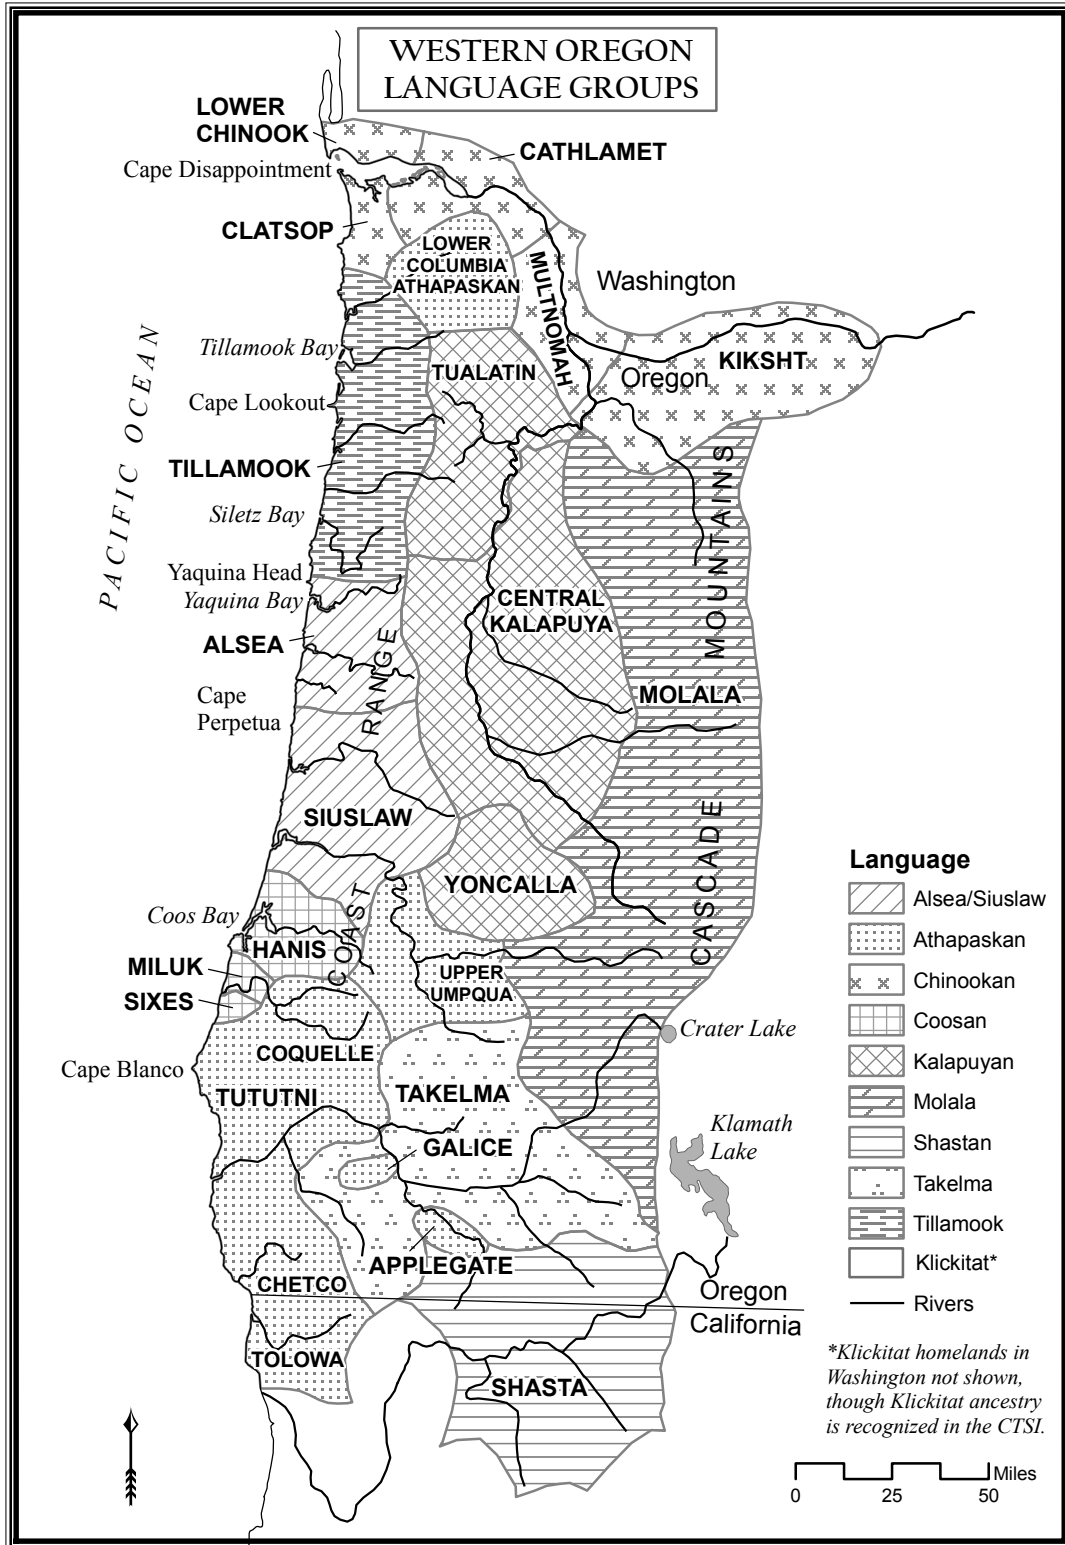 WESTERN OREGON
LANGUAGE GROUPS
LOWER
CHINOOK
CATHLAMET
Cape Disappointment
CLATSOP
LOWER
COLUMBIA
ATHAPASKAN
MULTNOMAH
Washington
PACIFIC OCEAN
Tillamook Bay
TUALATIN
Oregon
KIKSHT
Cape Lookout
TILLAMOOK
Siletz Bay
Yaquina Head
Yaquina Bay
CENTRAL
KALAPUYA
ALSEA
COAST RANGE
CASCADE MOUNTAINS
MOLALA
Cape
Perpetua
SIUSLAW
YONCALLA
Coos Bay
HANIS
MILUK
SIXES
UPPER
UMPQUA
Crater Lake
COQUELLE
Cape Blanco
TUTUTNI
TAKELMA
GALICE
Klamath
Lake
APPLEGATE
CHETCO
Oregon
California
TOLOWA
SHASTA
Language
Alsea/Siuslaw
Athapaskan
Chinookan
Coosan
Kalapuyan
Molala
Shastan
Takelma
Tillamook
Klickitat*
Rivers
*Klickitat homelands in
Washington not shown,
though Klickitat ancestry
is recognized in the CTSI.
Miles
0 25 50